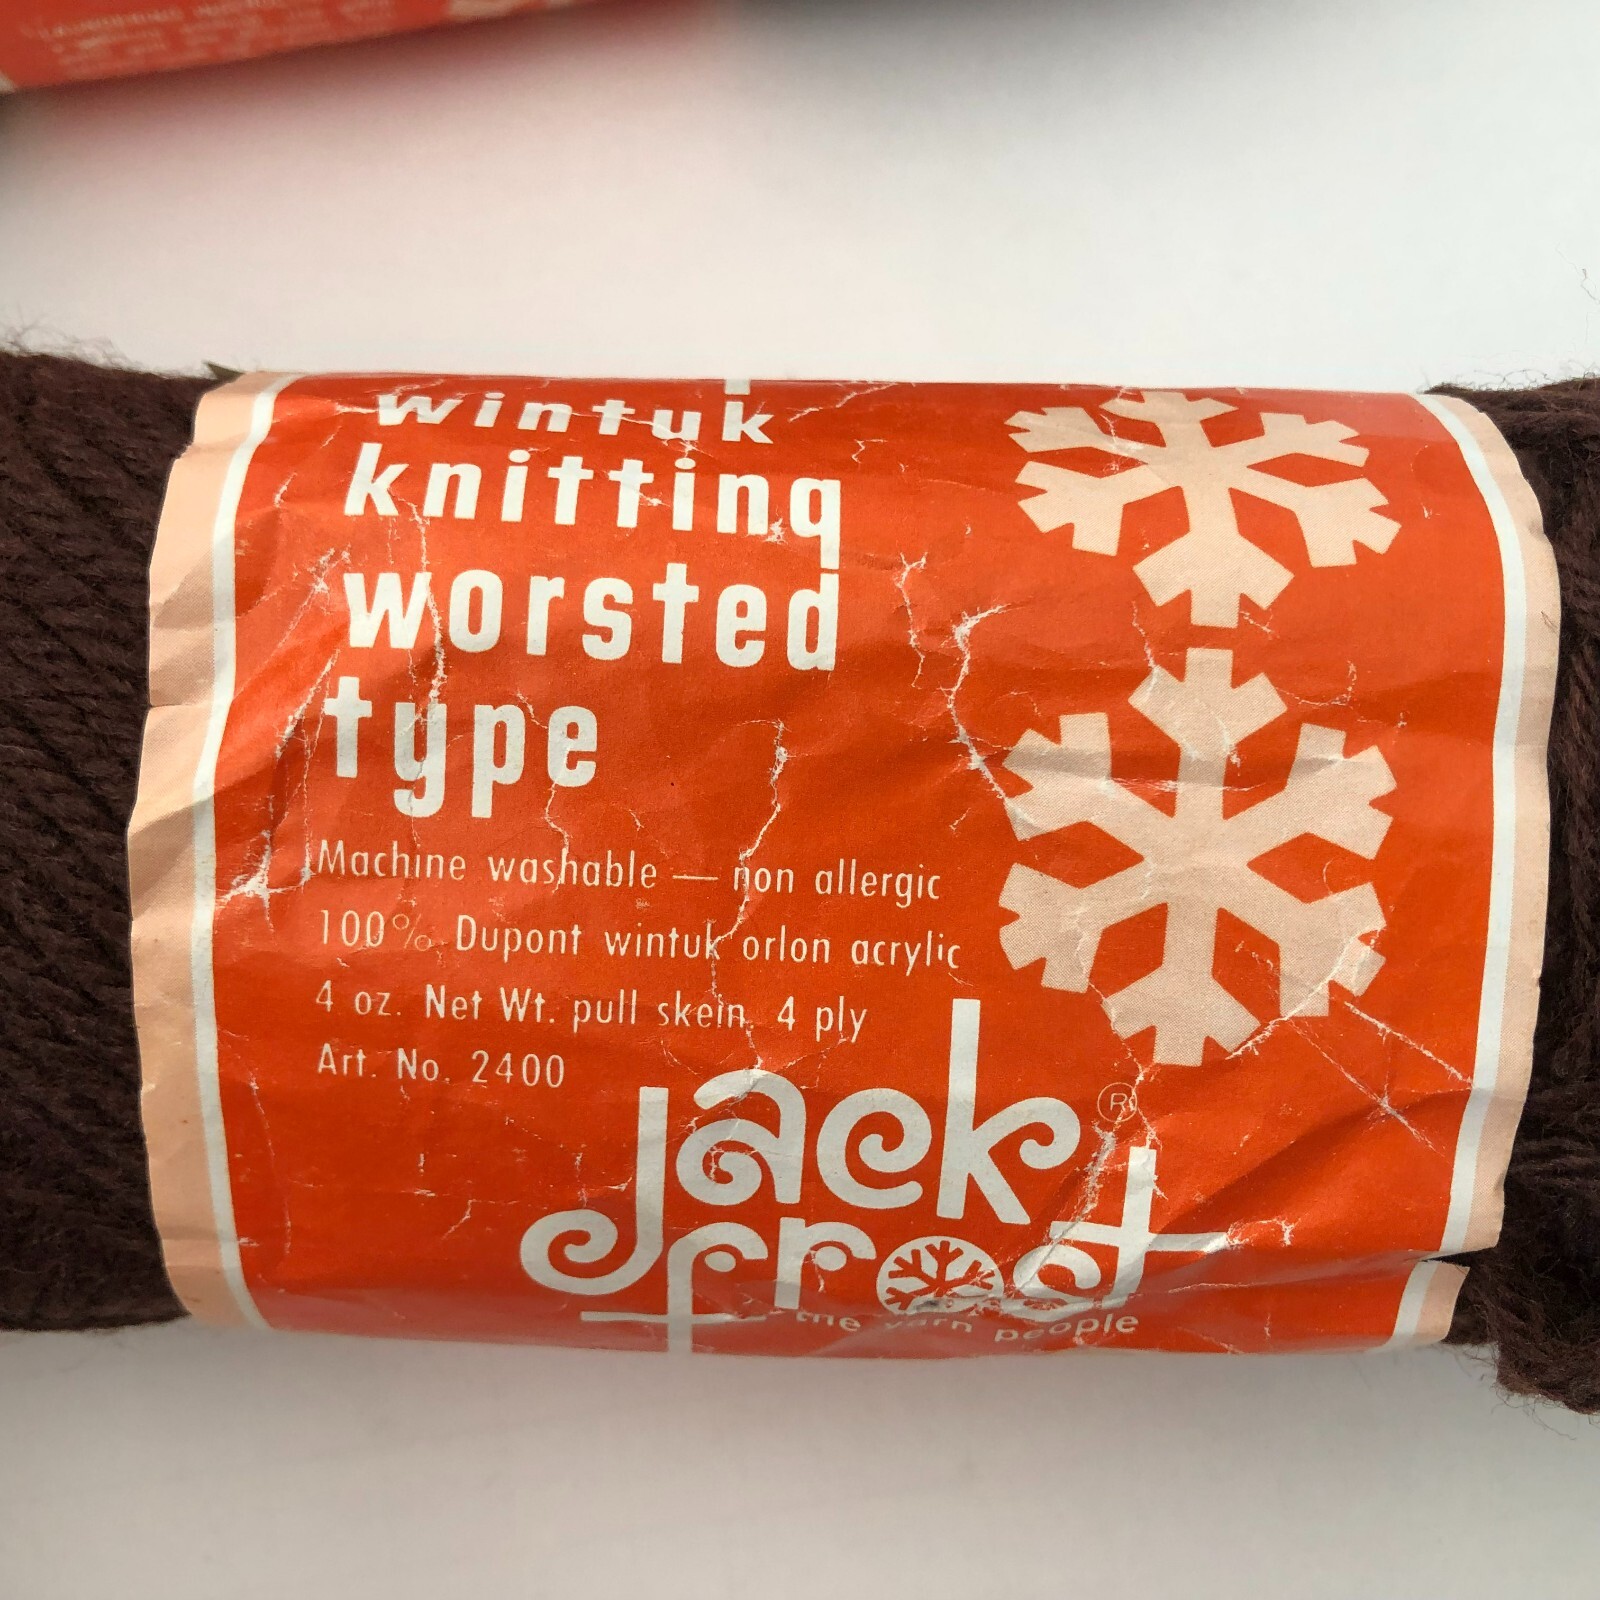 wintuk
knitting
worsted
type
Machine washable — non allergic
100% Dupont wintuk orlon acrylic
4 oz. Net Wt. pull skein. 4 ply
Art. No. 2400
jack ®
frost
the yarn people